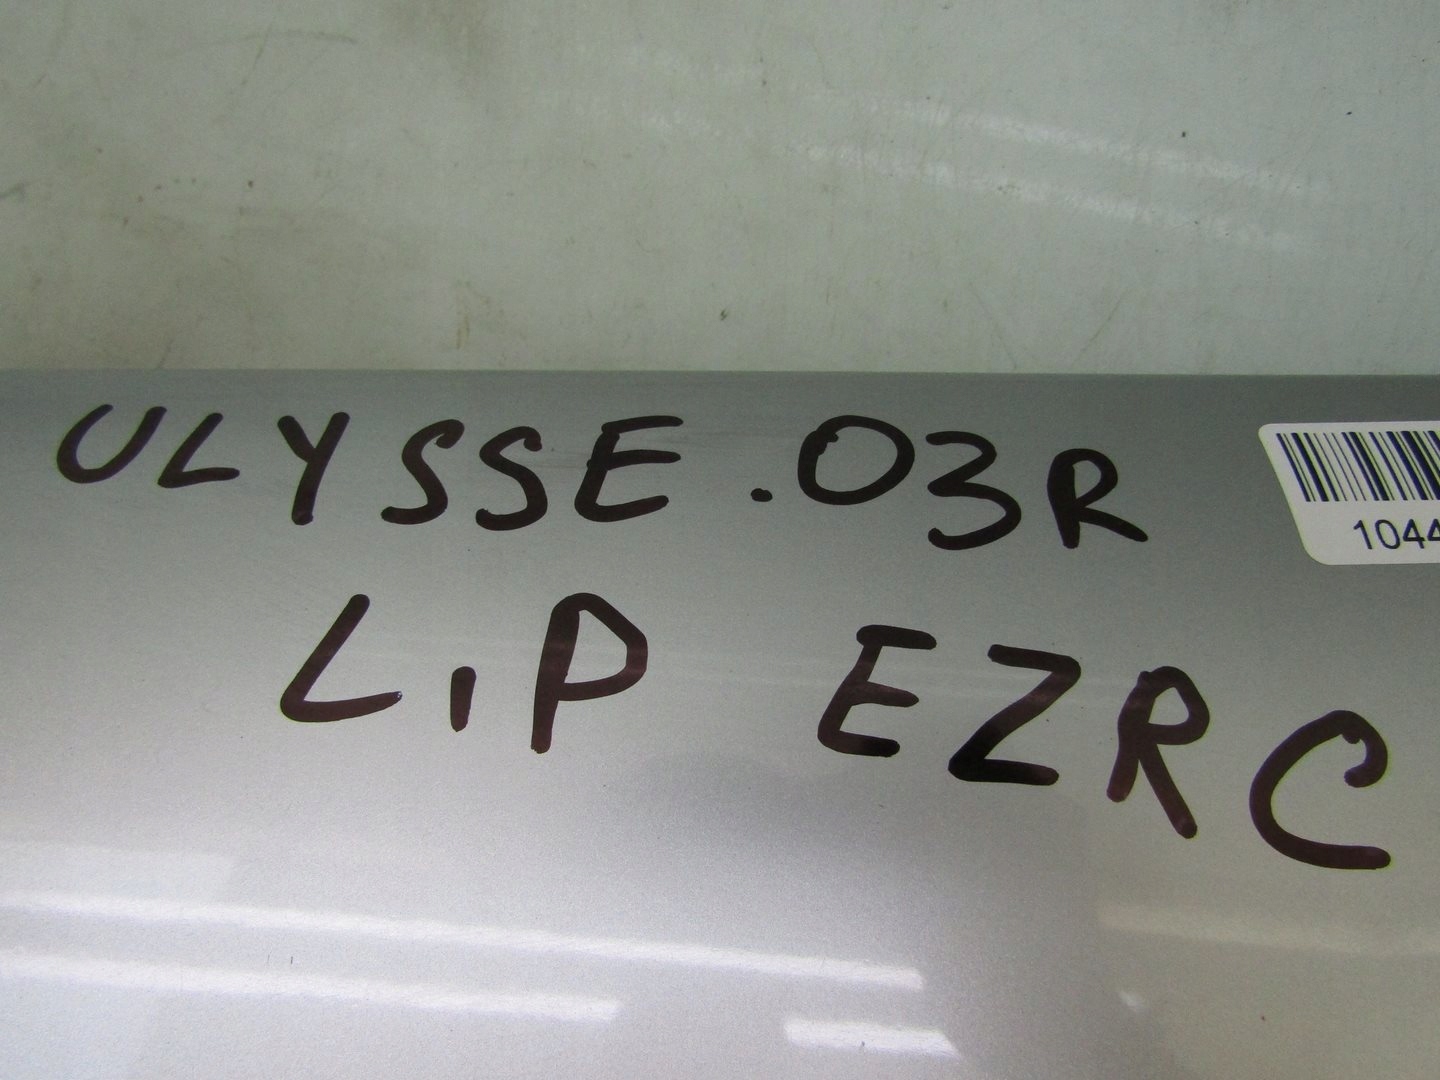 ULYSSE .03R
LiP EZRC
1044